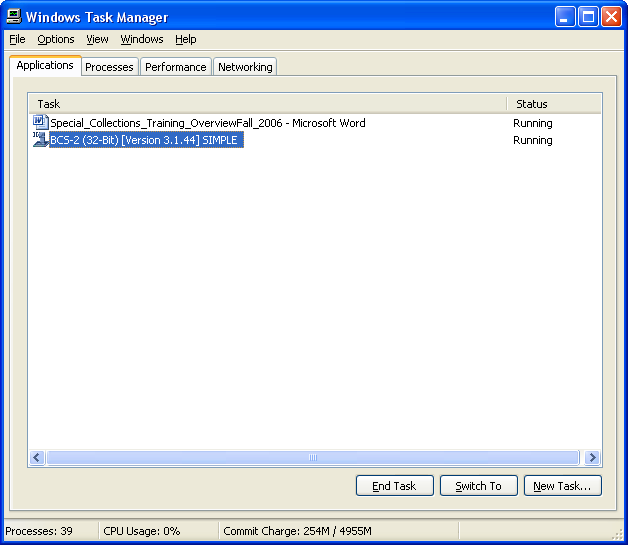 Windows Task Manager
File Options View Windows Help
Applications Processes Performance Networking
Task Status
Special_Collections_Training_OverviewFall_2006 - Microsoft Word Running
BCS-2 (32-Bit) [Version 3.1.44] SIMPLE Running
End Task Switch To New Task...
Processes: 39 CPU Usage: 0% Commit Charge: 254M / 4955M